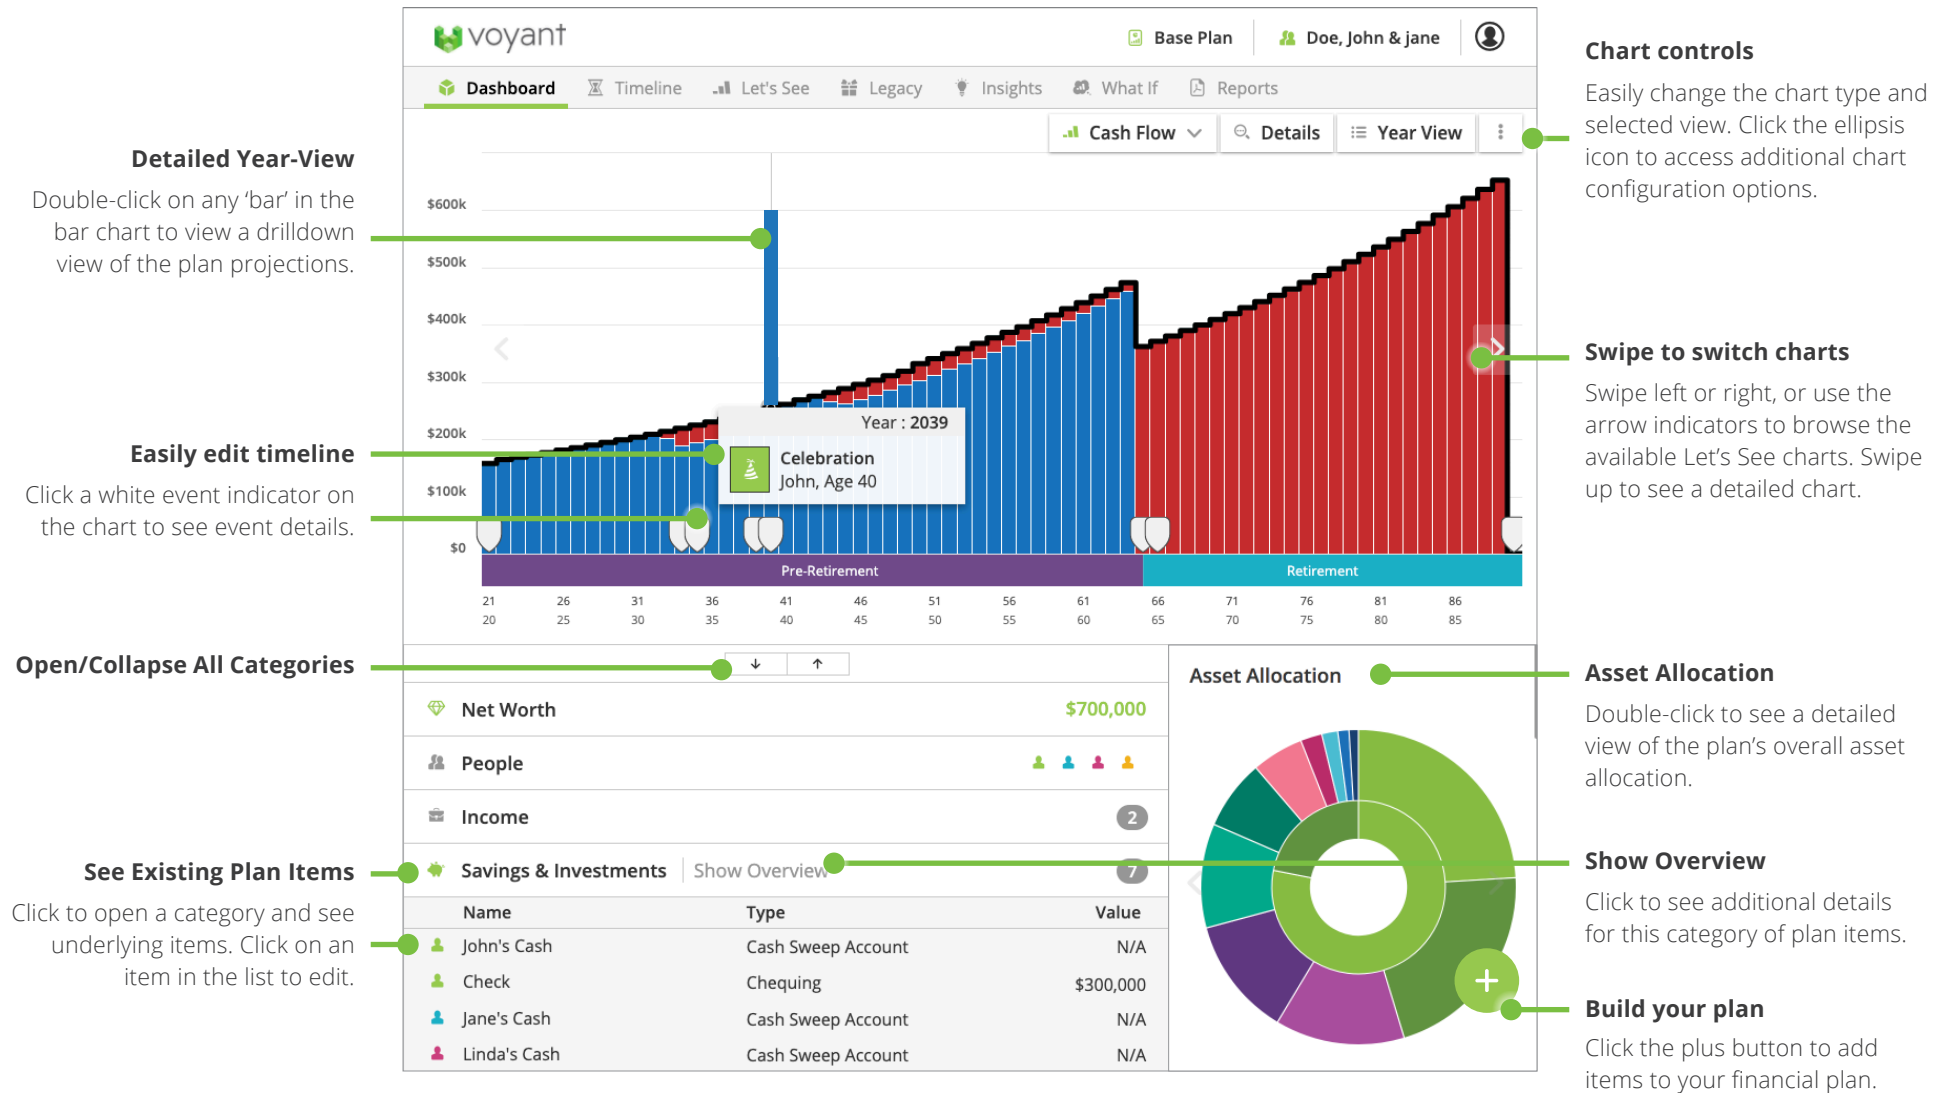 voyant
Base Plan
Doe, John & jane
Dashboard
Timeline
Let's See
Legacy
Insights
What If
Reports
Cash Flow
Details
Year View
Detailed Year-View
Double-click on any ‘bar’ in the
bar chart to view a drilldown
view of the plan projections.
Easily edit timeline
Click a white event indicator on
the chart to see event details.
Open/Collapse All Categories
See Existing Plan Items
Click to open a category and see
underlying items. Click on an
item in the list to edit.
$600k
$500k
$400k
$300k
$200k
$100k
$0
Year : 2039
Celebration
John, Age 40
Pre-Retirement
Retirement
21 26 31 36 41 46 51 56 61 66 71 76 81 86
20 25 30 35 40 45 50 55 60 65 70 75 80 85
Net Worth $700,000
People
Income 2
Savings & Investments Show Overview 7
Name Type Value
John's Cash Cash Sweep Account N/A
Check Chequing $300,000
Jane's Cash Cash Sweep Account N/A
Linda's Cash Cash Sweep Account N/A
Asset Allocation
Chart controls
Easily change the chart type and
selected view. Click the ellipsis
icon to access additional chart
configuration options.
Swipe to switch charts
Swipe left or right, or use the
arrow indicators to browse the
available Let’s See charts. Swipe
up to see a detailed chart.
Asset Allocation
Double-click to see a detailed
view of the plan’s overall asset
allocation.
Show Overview
Click to see additional details
for this category of plan items.
Build your plan
Click the plus button to add
items to your financial plan.